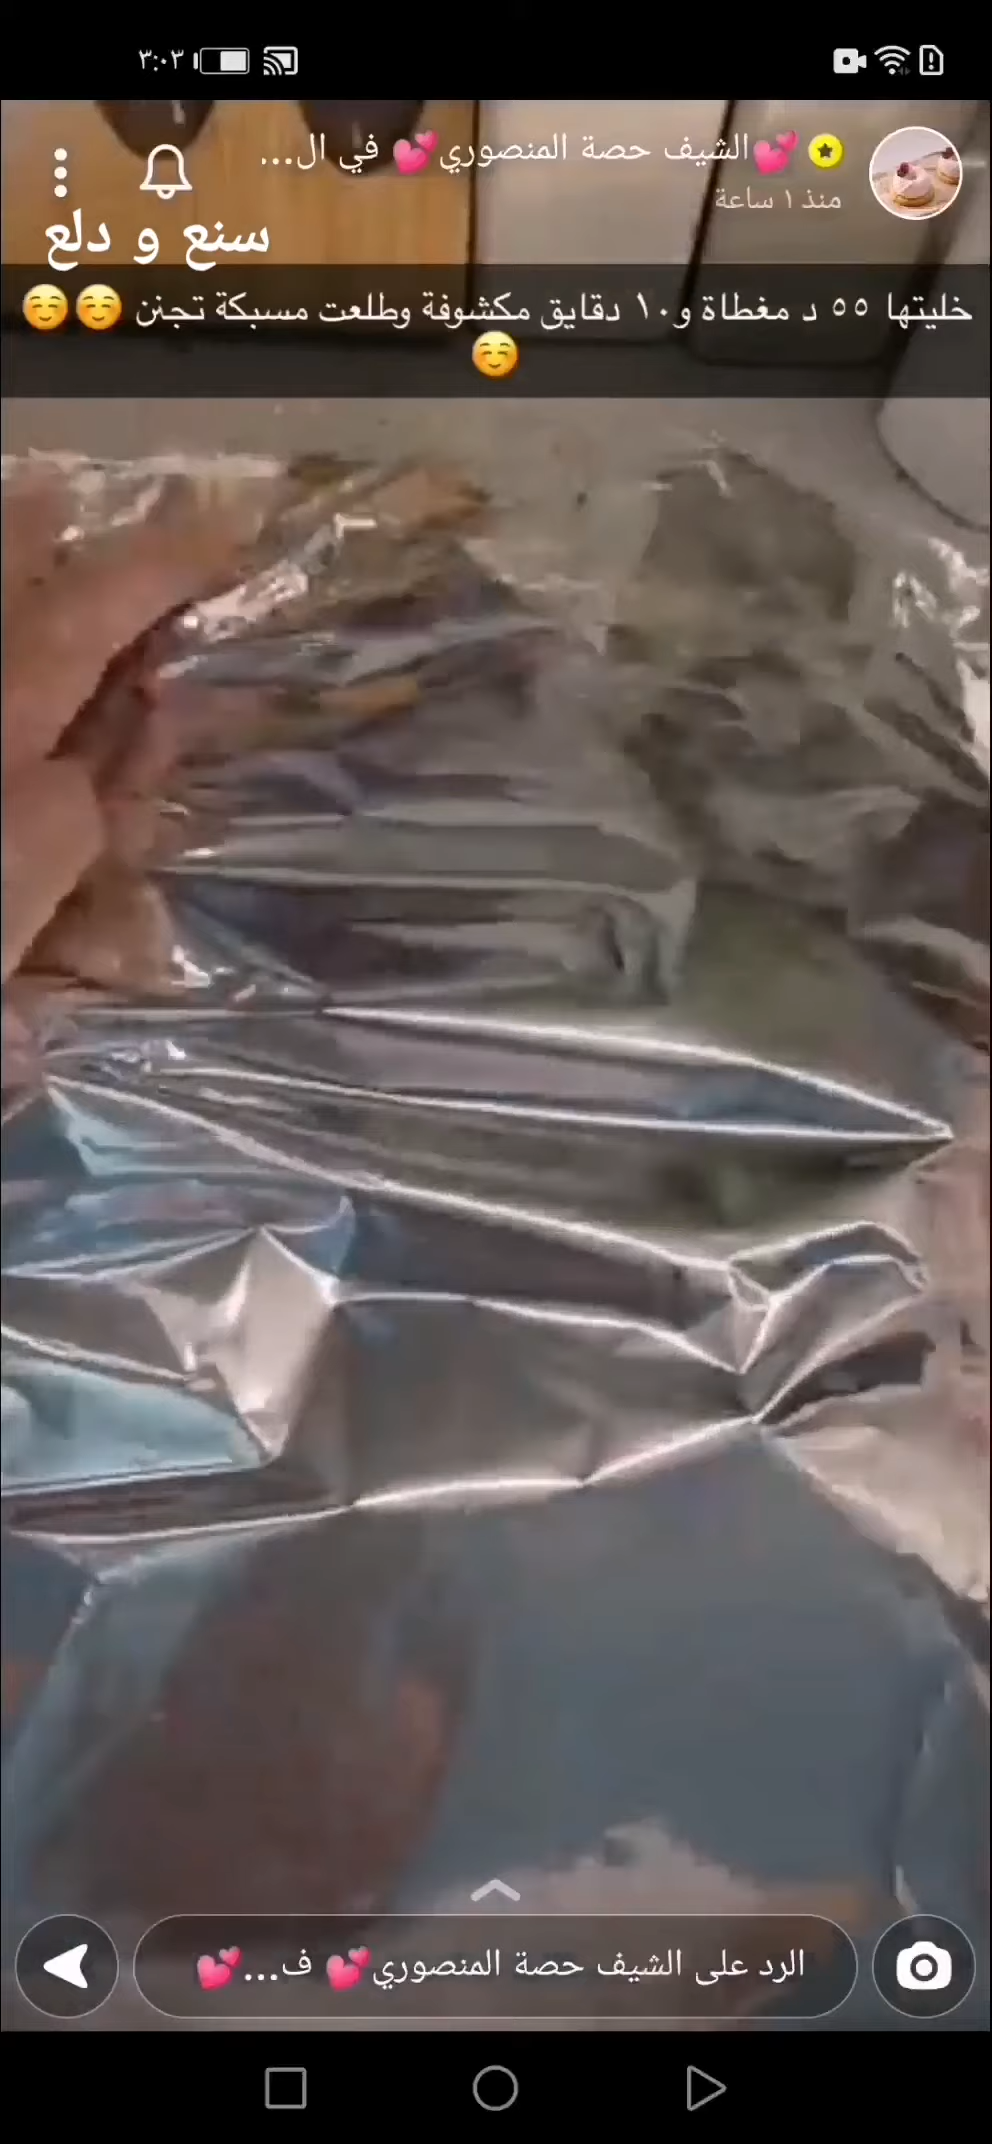 ٣:٠٣
💕الشيف حصة المنصوري💕 في ال...
منذ ١ ساعة
سنع و دلع
خليتها ٥٥ د مغطاة و١٠ دقايق مكشوفة وطلعت مسبكة تجنن ☺️☺️
☺️
الرد على الشيف حصة المنصوري💕 ف...💕